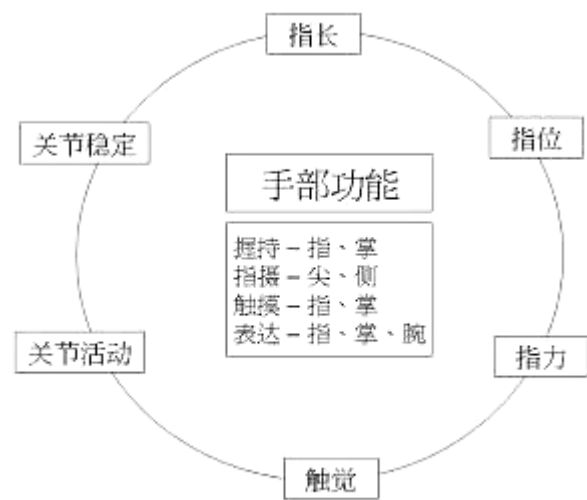 指长
关节稳定
指位
手部功能
握持－指、掌
指摄－尖、侧
触摸－指、掌
表达－指、掌、腕
关节活动
指力
触觉